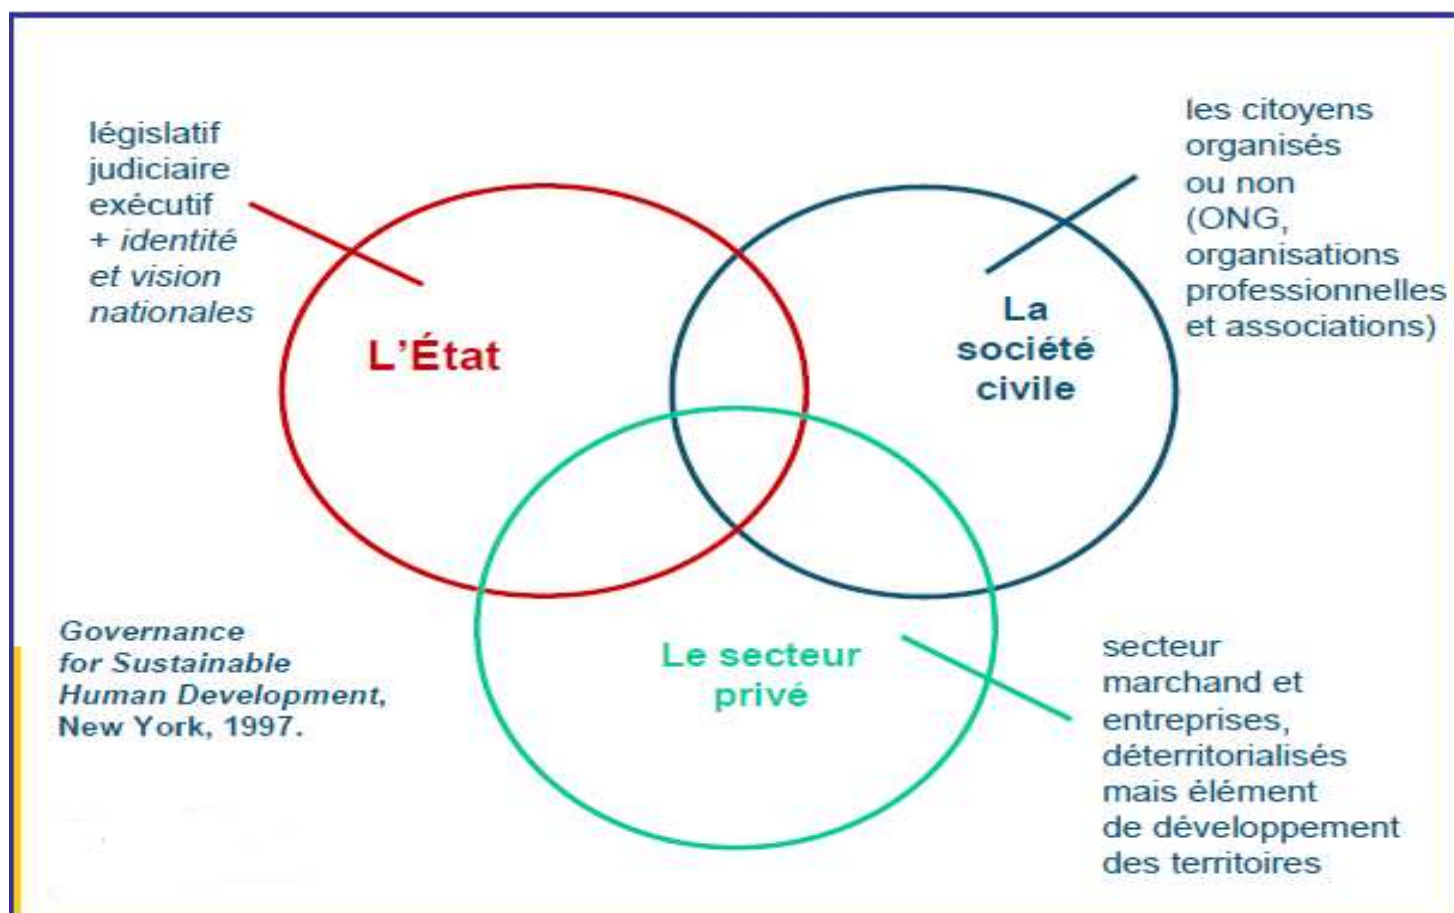 législatif
judiciaire
exécutif
+ identité
et vision
nationales
L'État
les citoyens
organisés
ou non
(ONG,
organisations
professionnelles
et associations)
La
société
civile
Governance
for Sustainable
Human Development,
New York, 1997.
Le secteur
privé
secteur
marchand et
entreprises,
déterritorialisés
mais élément
de développement
des territoires